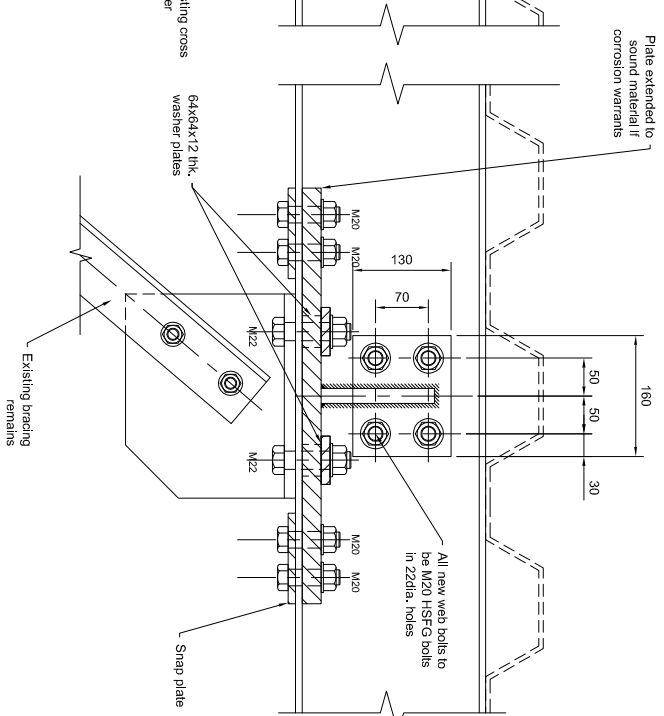 Plate extended to
sound material if
corrosion warrants
sting cross
er
64x64x12 thk.
washer plates
M20
M20
130
70
160
50
50
30
M22
M22
All new web bolts to
be M20 HSFG bolts
in 22dia. holes
M20
M20
Existing bracing
remains
Snap plate